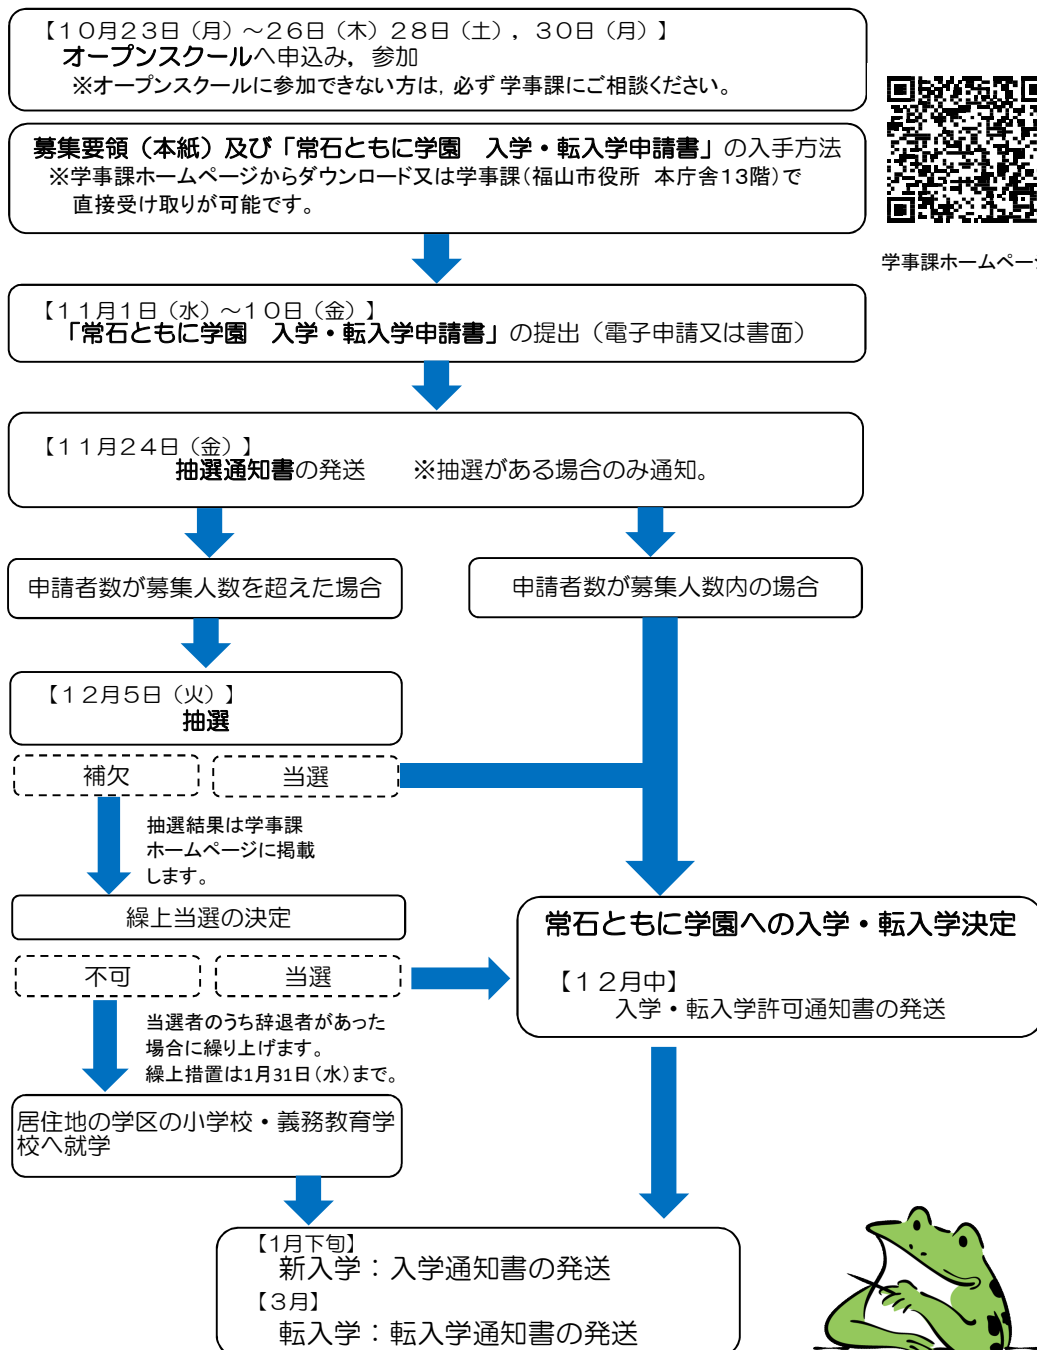 【１０月２３日（月）～２６日（木）２８日（土），３０日（月）】
オープンスクールへ申込み，参加
※オープンスクールに参加できない方は，必ず学事課にご相談ください。
募集要領（本紙）及び「常石ともに学園　入学・転入学申請書」の入手方法
※学事課ホームページからダウンロード又は学事課（福山市役所　本庁舎13階）で
直接受け取りが可能です。
学事課ホームページ
【１１月１日（水）～１０日（金）】
「常石ともに学園　入学・転入学申請書」の提出（電子申請又は書面）
【１１月２４日（金）】
抽選通知書の発送　　※抽選がある場合のみ通知。
申請者数が募集人数を超えた場合
申請者数が募集人数内の場合
【１２月５日（火）】
抽選
補欠
当選
抽選結果は学事課
ホームページに掲載
します。
繰上当選の決定
不可
当選
当選者のうち辞退者があった
場合に繰り上げます。
繰上措置は1月31日（水）まで。
常石ともに学園への入学・転入学決定
【１２月中】
入学・転入学許可通知書の発送
居住地の学区の小学校・義務教育学
校へ就学
【1月下旬】
新入学：入学通知書の発送
【３月】
転入学：転入学通知書の発送